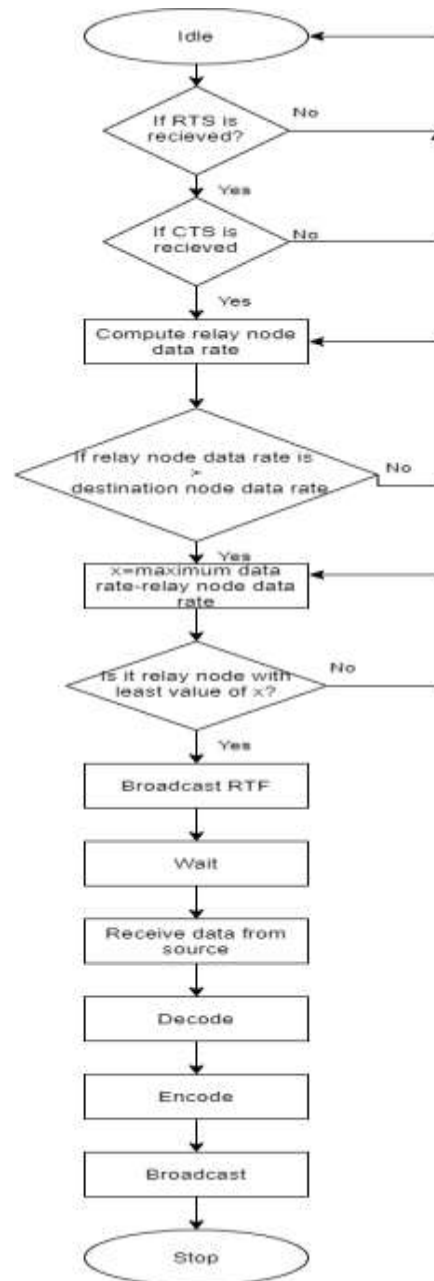 Idle
If RTS is
recieved?
No
Yes
If CTS is
recieved
No
Yes
Compute relay node
data rate
If relay node data rate is
>
destination node data rate
No
Yes
x=maximum data
rate-relay node data
rate
Is it relay node with
least value of x?
No
Yes
Broadcast RTF
Wait
Receive data from
source
Decode
Encode
Broadcast
Stop